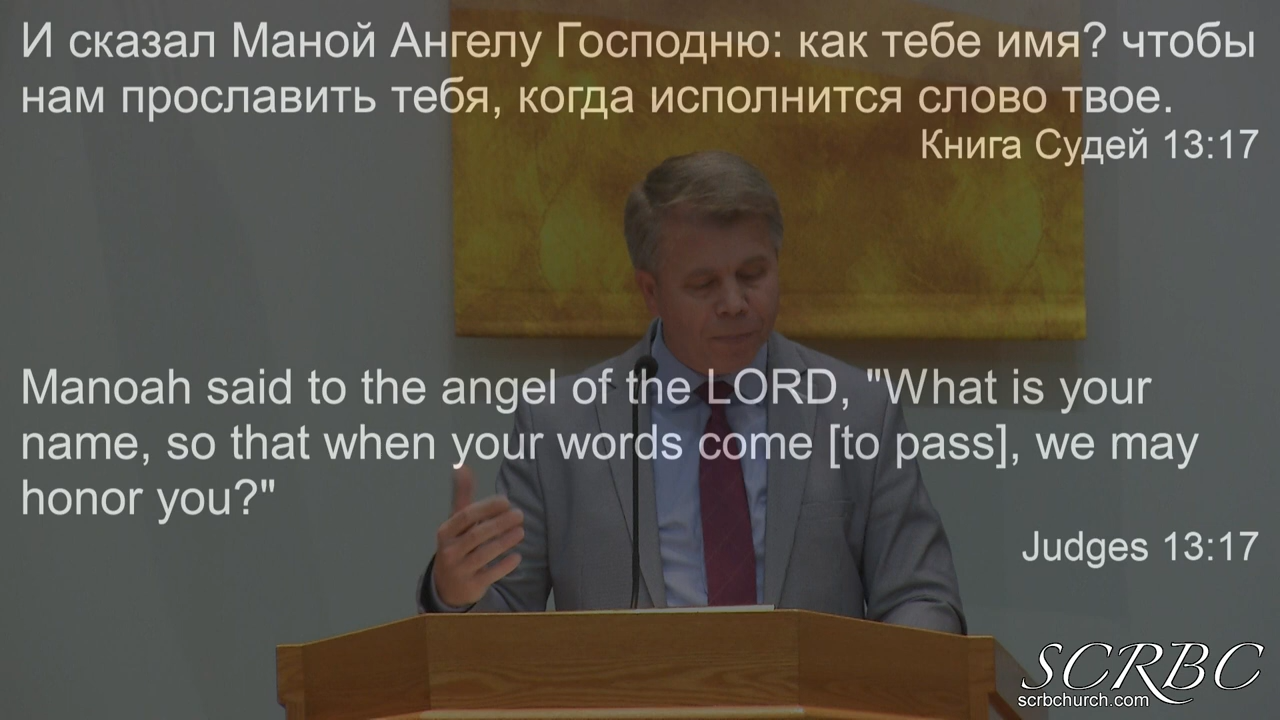 И сказал Маной Ангелу Господню: как тебе имя? чтобы
нам прославить тебя, когда исполнится слово твое.
Книга Судей 13:17
Manoah said to the angel of the LORD, "What is your
name, so that when your words come [to pass], we may
honor you?"
Judges 13:17
SCRBC
scrbchurch.com